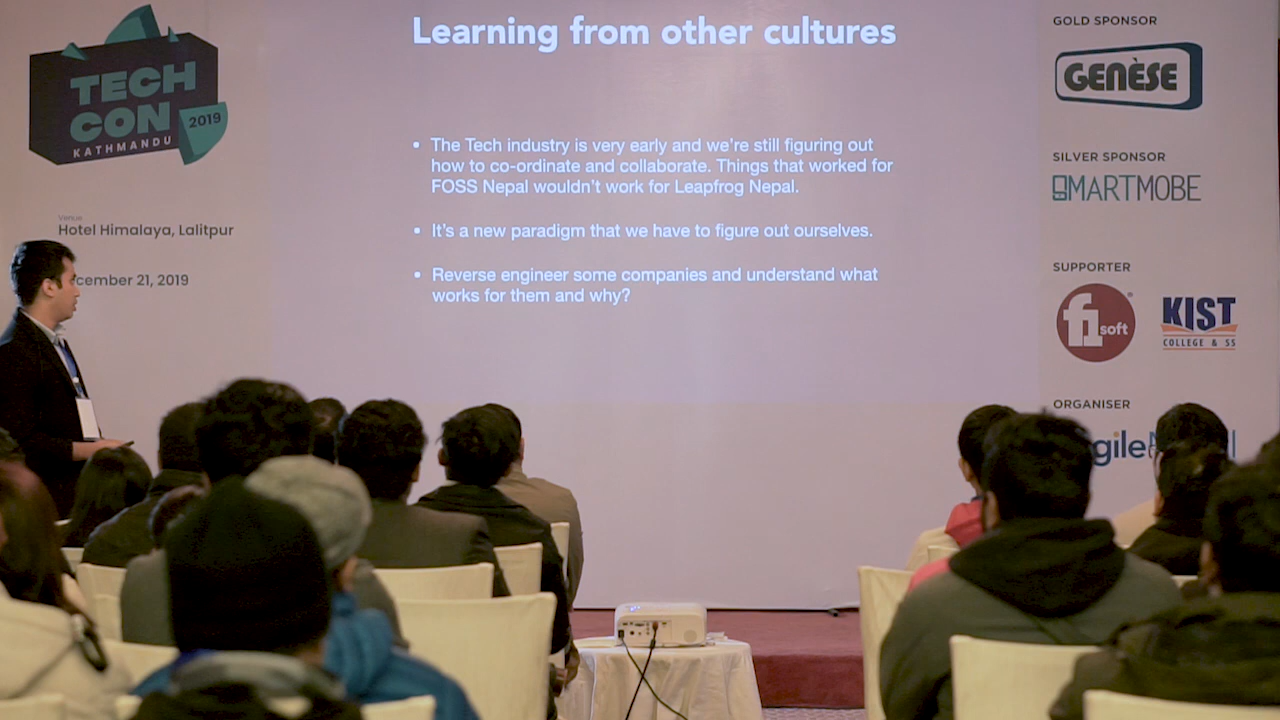 TECH
CON
KATHMANDU
2019
Venue
Hotel Himalaya, Lalitpur
cember 21, 2019
Learning from other cultures
• The Tech industry is very early and we're still figuring out
how to co-ordinate and collaborate. Things that worked for
FOSS Nepal wouldn't work for Leapfrog Nepal.
• It's a new paradigm that we have to figure out ourselves.
• Reverse engineer some companies and understand what
works for them and why?
GOLD SPONSOR
GENÈSE
SILVER SPONSOR
SMARTMOBE
SUPPORTER
f1 soft
KIST
COLLEGE & SS
ORGANISER
gile